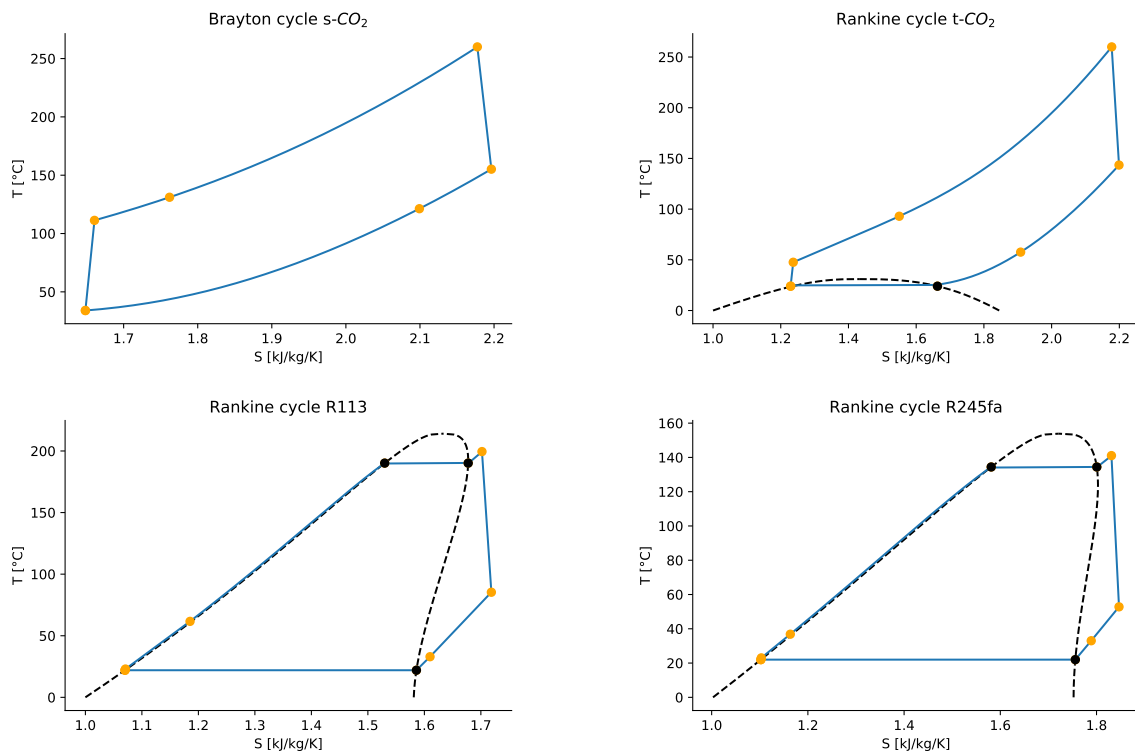 Brayton cycle s-CO2
T [°C]
250
200
150
100
50
1.7 1.8 1.9 2.0 2.1 2.2
S [kJ/kg/K]
Rankine cycle t-CO2
T [°C]
250
200
150
100
50
0
1.0 1.2 1.4 1.6 1.8 2.0 2.2
S [kJ/kg/K]
Rankine cycle R113
T [°C]
200
150
100
50
0
1.0 1.1 1.2 1.3 1.4 1.5 1.6 1.7
S [kJ/kg/K]
Rankine cycle R245fa
T [°C]
160
140
120
100
80
60
40
20
0
1.0 1.2 1.4 1.6 1.8
S [kJ/kg/K]